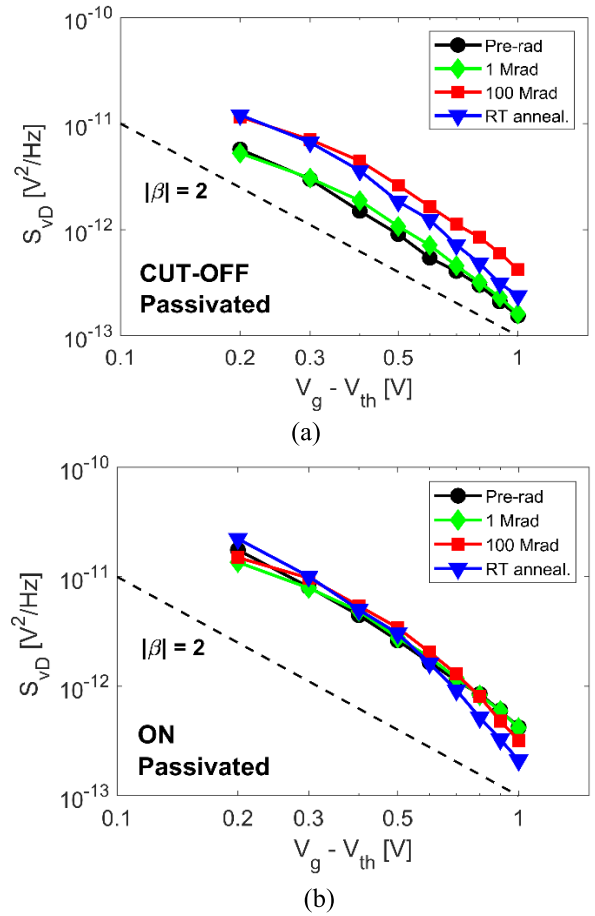 10⁻¹⁰
10⁻¹¹
10⁻¹²
10⁻¹³
S_vD [V²/Hz]
Pre-rad
1 Mrad
100 Mrad
RT anneal.
|β| = 2
CUT-OFF
Passivated
0.1 0.2 0.3 0.5 1
V_g - V_th [V]
(a)
10⁻¹⁰
10⁻¹¹
10⁻¹²
10⁻¹³
S_vD [V²/Hz]
Pre-rad
1 Mrad
100 Mrad
RT anneal.
|β| = 2
ON
Passivated
0.1 0.2 0.3 0.5 1
V_g - V_th [V]
(b)